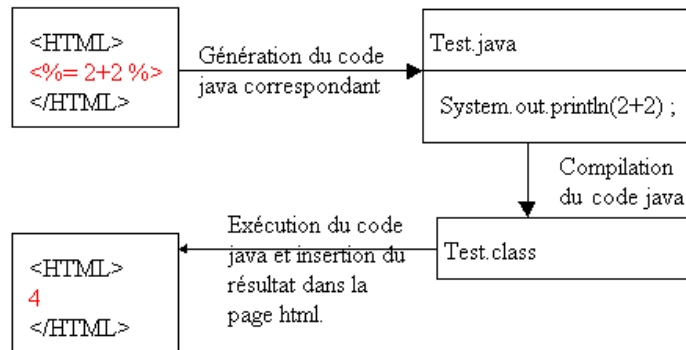 <HTML>
<%= 2+2 %>
</HTML>
Génération du code
java correspondant
Test.java
System.out.println(2+2) ;
Compilation
du code java
Test.class
Exécution du code
java et insertion du
résultat dans la
page html.
<HTML>
4
</HTML>